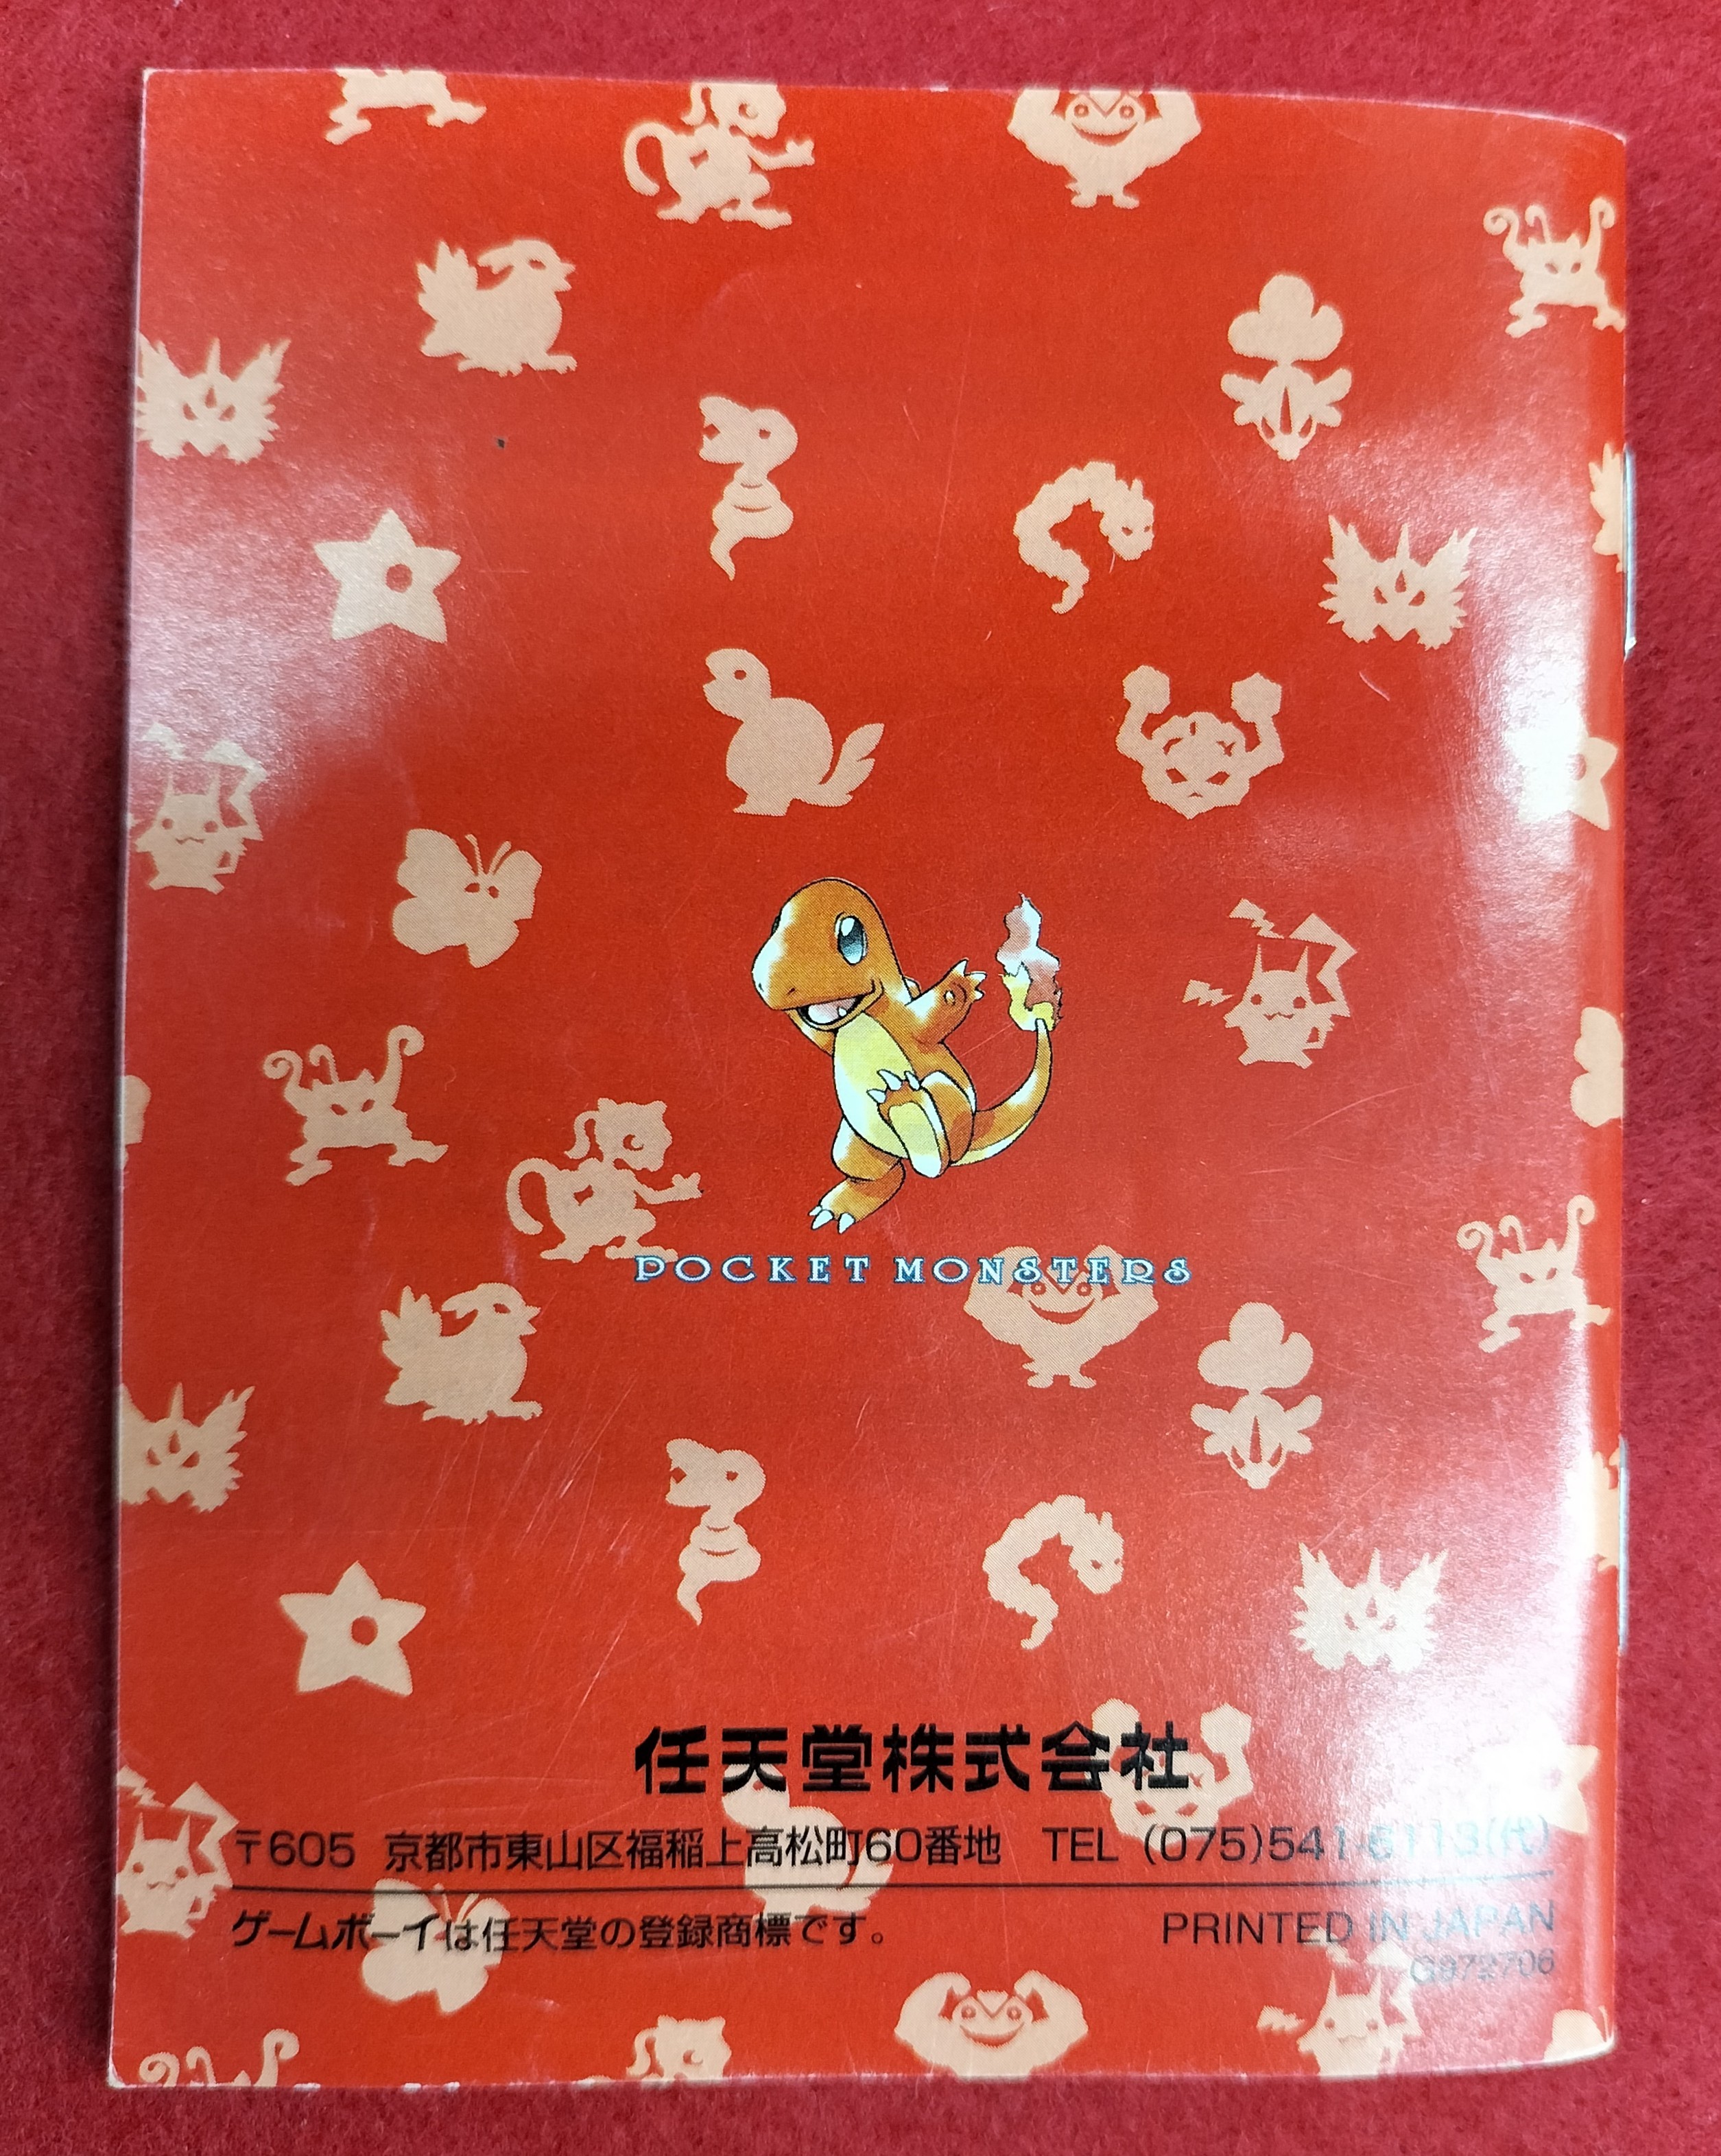 POCKET MONSTERS
任天堂株式会社
〒605 京都市東山区福稲上高松町60番地 TEL (075)541-6113(代)
ゲームボーイは任天堂の登録商標です。
PRINTED IN JAPAN
G972706